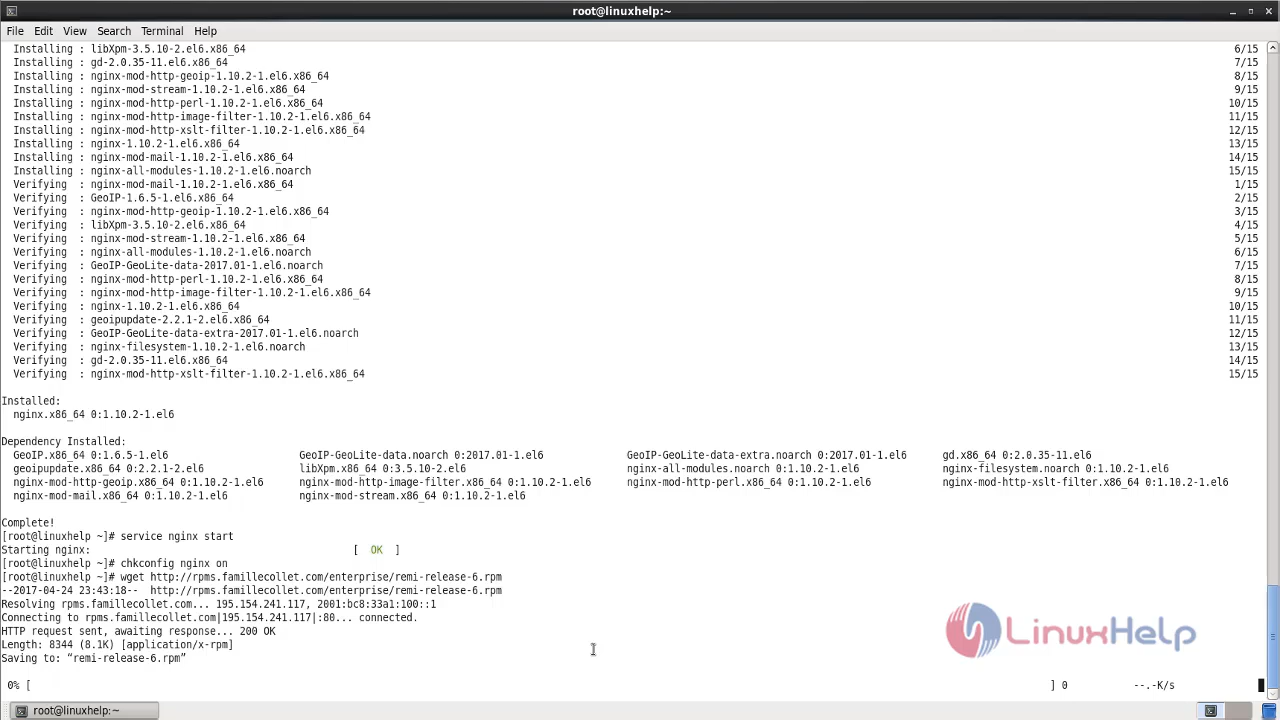 root@linuxhelp:~
File Edit View Search Terminal Help
Installing : libXpm-3.5.10-2.el6.x86_64 6/15
Installing : gd-2.0.35-11.el6.x86_64 7/15
Installing : nginx-mod-http-geoip-1.10.2-1.el6.x86_64 8/15
Installing : nginx-mod-stream-1.10.2-1.el6.x86_64 9/15
Installing : nginx-mod-http-perl-1.10.2-1.el6.x86_64 10/15
Installing : nginx-mod-http-image-filter-1.10.2-1.el6.x86_64 11/15
Installing : nginx-mod-http-xslt-filter-1.10.2-1.el6.x86_64 12/15
Installing : nginx-1.10.2-1.el6.x86_64 13/15
Installing : nginx-mod-mail-1.10.2-1.el6.x86_64 14/15
Installing : nginx-all-modules-1.10.2-1.el6.noarch 15/15
Verifying : nginx-mod-mail-1.10.2-1.el6.x86_64 1/15
Verifying : GeoIP-1.6.5-1.el6.x86_64 2/15
Verifying : nginx-mod-http-geoip-1.10.2-1.el6.x86_64 3/15
Verifying : libXpm-3.5.10-2.el6.x86_64 4/15
Verifying : nginx-mod-stream-1.10.2-1.el6.x86_64 5/15
Verifying : nginx-all-modules-1.10.2-1.el6.noarch 6/15
Verifying : GeoIP-GeoLite-data-2017.01-1.el6.noarch 7/15
Verifying : nginx-mod-http-perl-1.10.2-1.el6.x86_64 8/15
Verifying : nginx-mod-http-image-filter-1.10.2-1.el6.x86_64 9/15
Verifying : nginx-1.10.2-1.el6.x86_64 10/15
Verifying : geoipupdate-2.2.1-2.el6.x86_64 11/15
Verifying : GeoIP-GeoLite-data-extra-2017.01-1.el6.noarch 12/15
Verifying : nginx-filesystem-1.10.2-1.el6.noarch 13/15
Verifying : gd-2.0.35-11.el6.x86_64 14/15
Verifying : nginx-mod-http-xslt-filter-1.10.2-1.el6.x86_64 15/15
Installed:
nginx.x86_64 0:1.10.2-1.el6
Dependency Installed:
GeoIP.x86_64 0:1.6.5-1.el6 GeoIP-GeoLite-data.noarch 0:2017.01-1.el6 GeoIP-GeoLite-data-extra.noarch 0:2017.01-1.el6 gd.x86_64 0:2.0.35-11.el6
geoipupdate.x86_64 0:2.2.1-2.el6 libXpm.x86_64 0:3.5.10-2.el6 nginx-all-modules.noarch 0:1.10.2-1.el6 nginx-filesystem.noarch 0:1.10.2-1.el6
nginx-mod-http-geoip.x86_64 0:1.10.2-1.el6 nginx-mod-http-image-filter.x86_64 0:1.10.2-1.el6 nginx-mod-http-perl.x86_64 0:1.10.2-1.el6 nginx-mod-http-xslt-filter.x86_64 0:1.10.2-1.el6
nginx-mod-mail.x86_64 0:1.10.2-1.el6 nginx-mod-stream.x86_64 0:1.10.2-1.el6
Complete!
[root@linuxhelp ~]# service nginx start
Starting nginx: [ OK ]
[root@linuxhelp ~]# chkconfig nginx on
[root@linuxhelp ~]# wget http://rpms.famillecollet.com/enterprise/remi-release-6.rpm
--2017-04-24 23:43:18-- http://rpms.famillecollet.com/enterprise/remi-release-6.rpm
Resolving rpms.famillecollet.com... 195.154.241.117, 2001:bc8:33a1:100::1
Connecting to rpms.famillecollet.com|195.154.241.117|:80... connected.
HTTP request sent, awaiting response... 200 OK
Length: 8344 (8.1K) [application/x-rpm]
Saving to: “remi-release-6.rpm”
LinuxHelp
0% [ ] 0 --.-K/s
root@linuxhelp:~